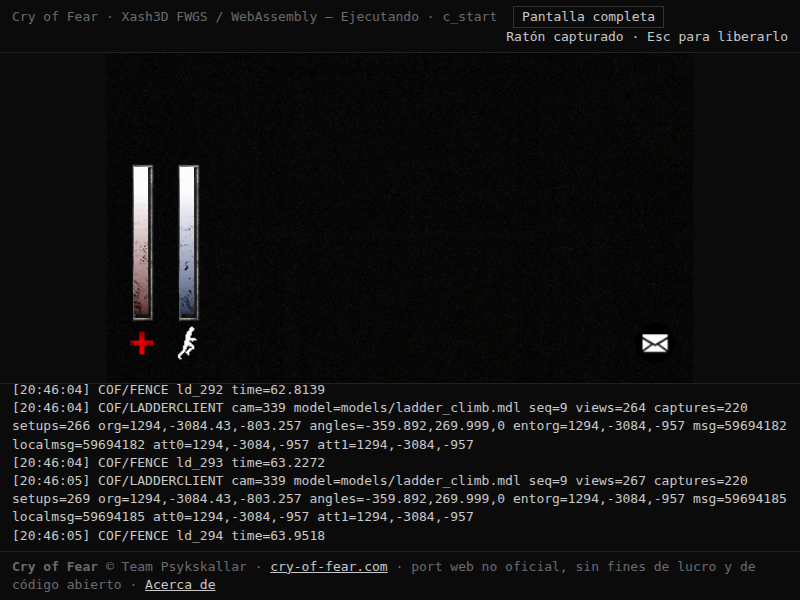 Cry of Fear · Xash3D FWGS / WebAssembly — Ejecutando · c_start Pantalla completa
Ratón capturado · Esc para liberarlo
[20:46:04] COF/FENCE ld_292 time=62.8139
[20:46:04] COF/LADDERCLIENT cam=339 model=models/ladder_climb.mdl seq=9 views=264 captures=220
setups=266 org=1294,-3084.43,-803.257 angles=-359.892,269.999,0 entorg=1294,-3084,-957 msg=59694182
localmsg=59694182 att0=1294,-3084,-957 att1=1294,-3084,-957
[20:46:04] COF/FENCE ld_293 time=63.2272
[20:46:05] COF/LADDERCLIENT cam=339 model=models/ladder_climb.mdl seq=9 views=267 captures=220
setups=269 org=1294,-3084.43,-803.257 angles=-359.892,269.999,0 entorg=1294,-3084,-957 msg=59694185
localmsg=59694185 att0=1294,-3084,-957 att1=1294,-3084,-957
[20:46:05] COF/FENCE ld_294 time=63.9518
Cry of Fear © Team Psykskallar · cry-of-fear.com · port web no oficial, sin fines de lucro y de
código abierto · Acerca de